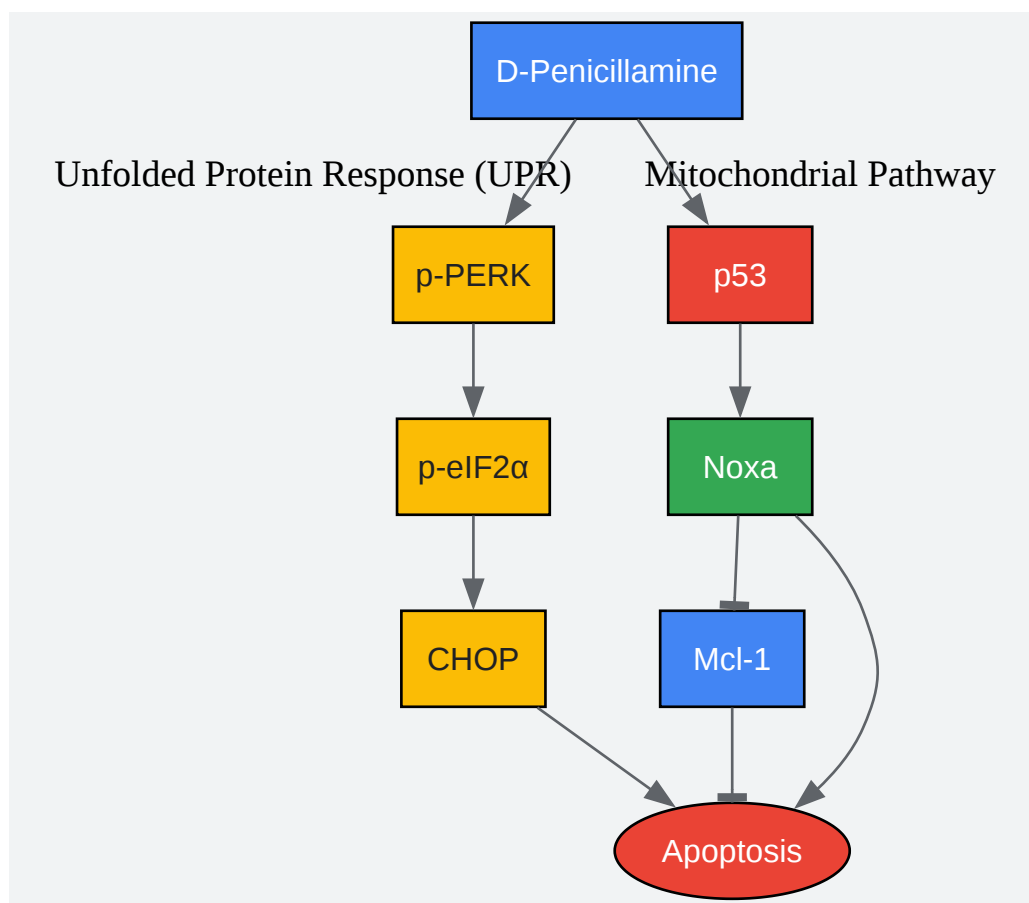 D-Penicillamine
Unfolded Protein Response (UPR)
Mitochondrial Pathway
p-PERK
p53
p-eIF2α
Noxa
CHOP
Mcl-1
Apoptosis